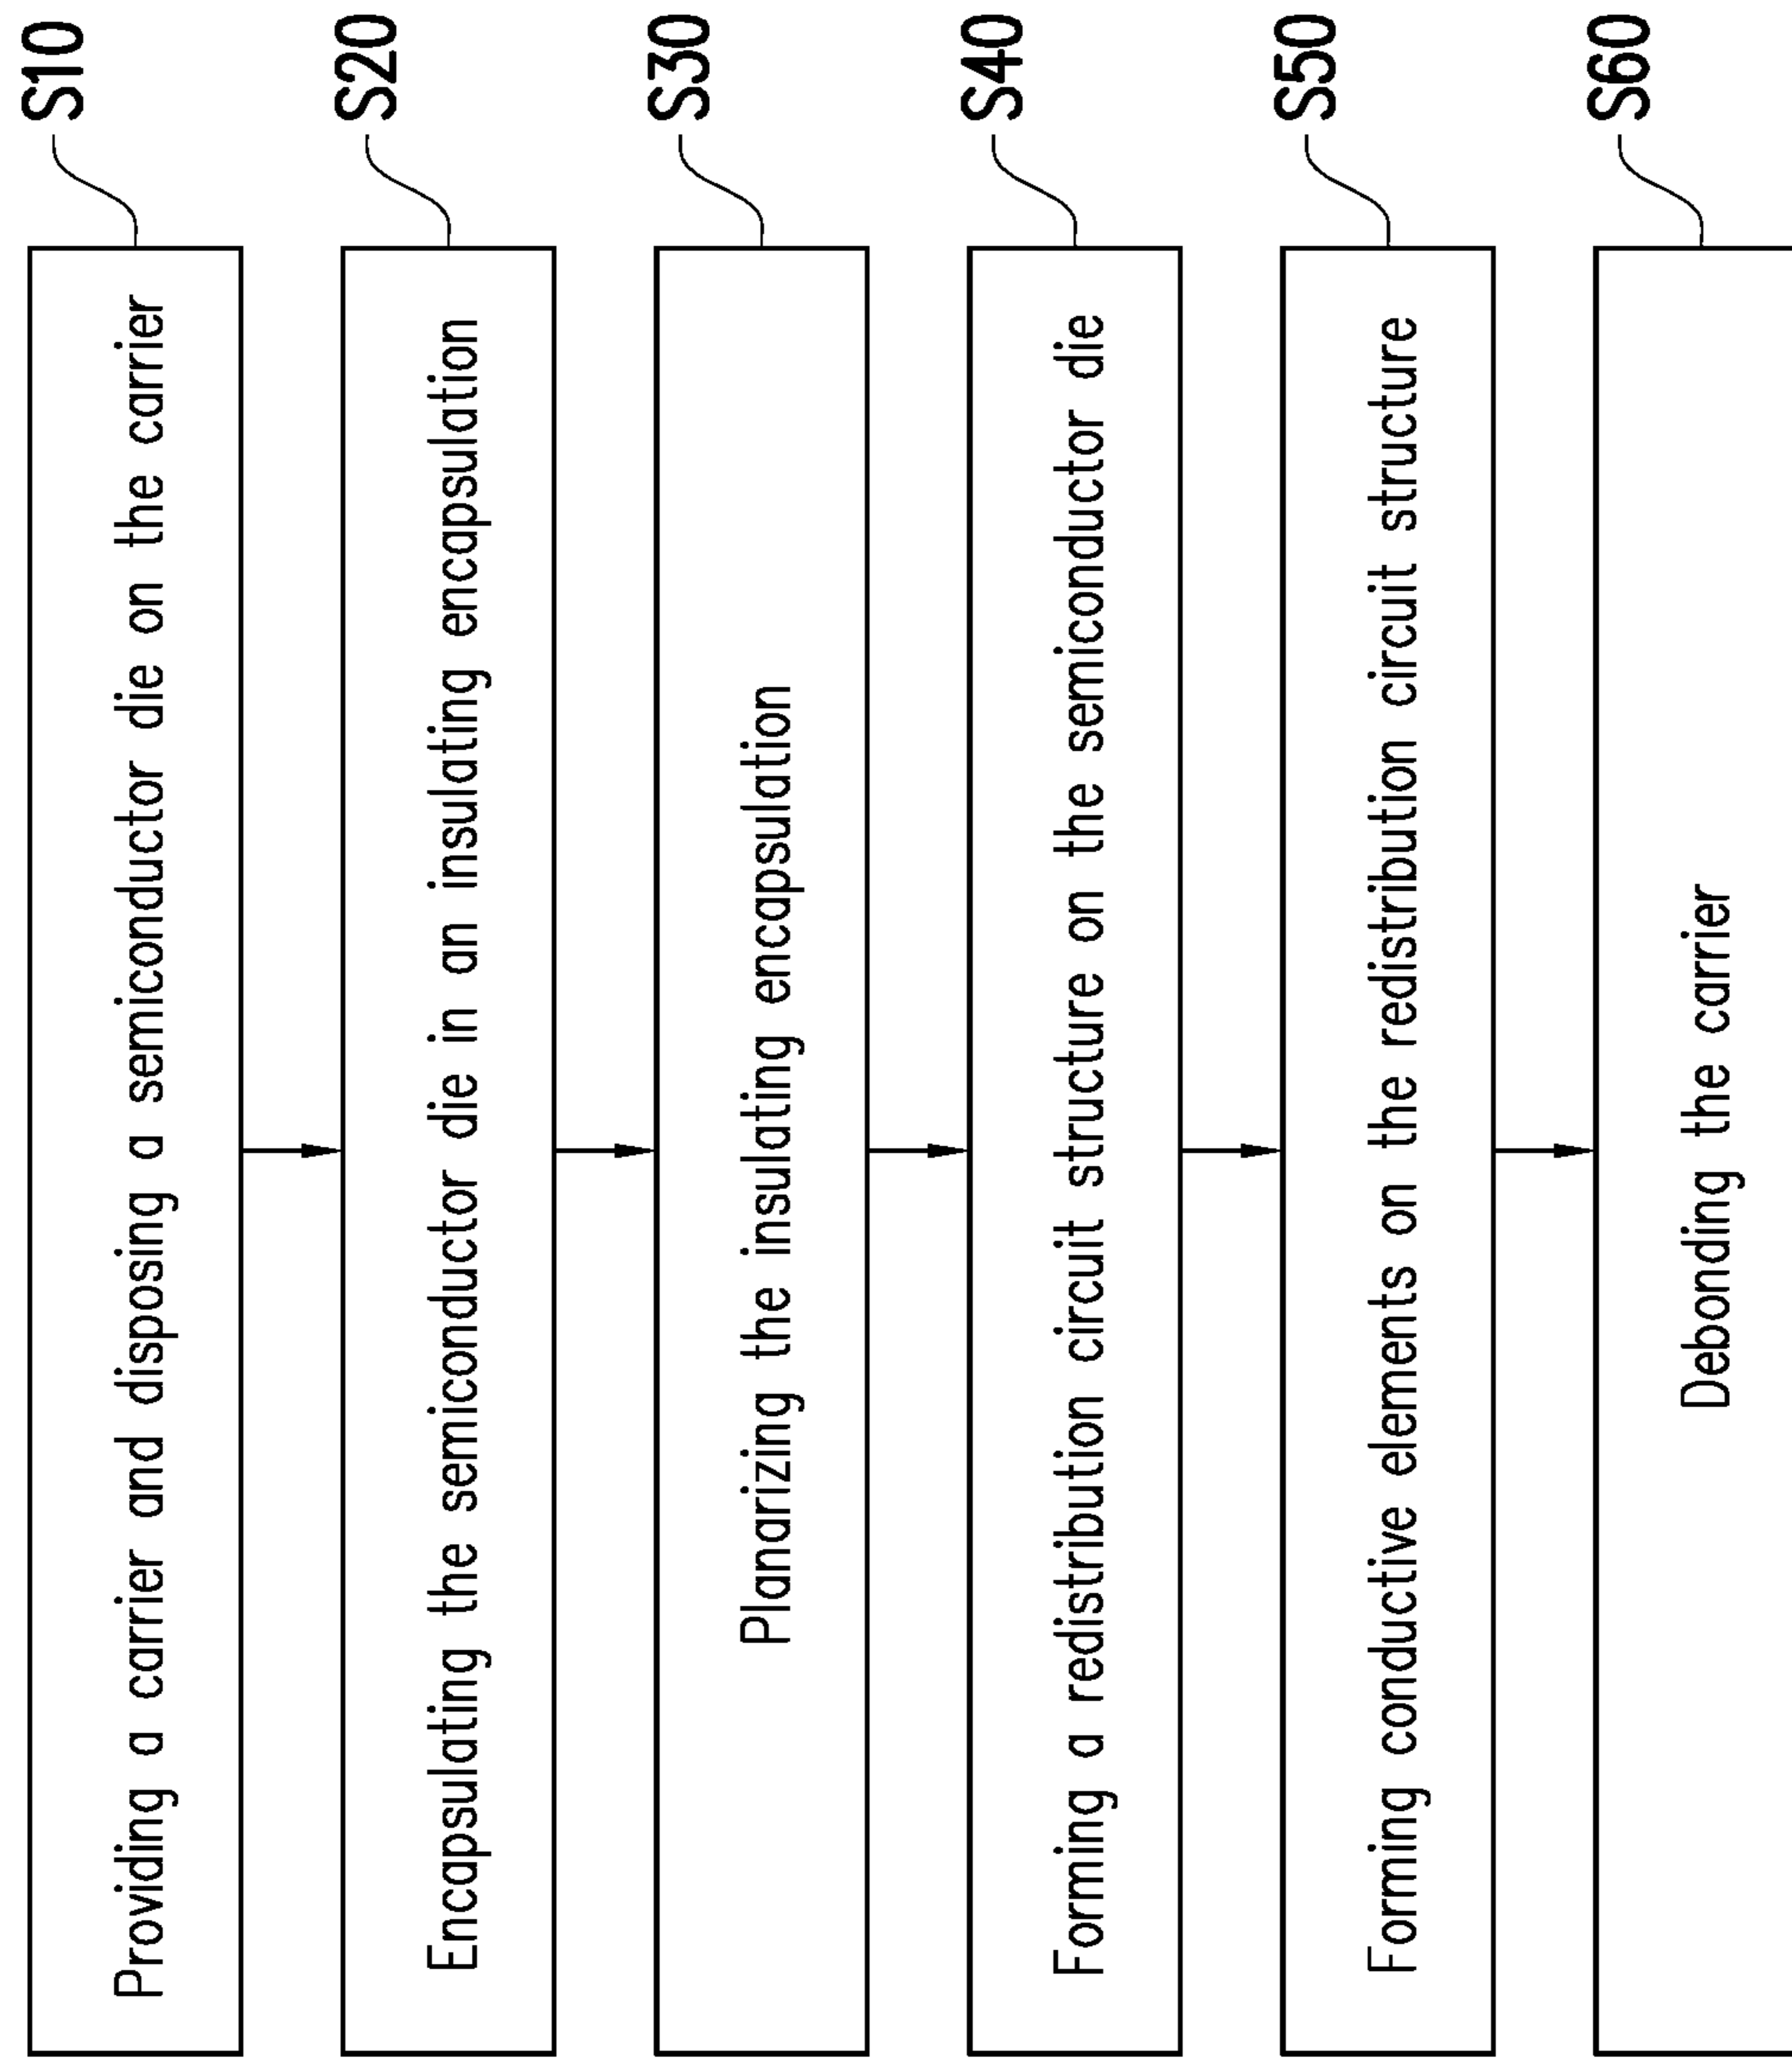 Providing a carrier and disposing a semiconductor die on the carrier
S10
Encapsulating the semiconductor die in an insulating encapsulation
S20
Planarizing the insulating encapsulation
S30
Forming a redistribution circuit structure on the semiconductor die
S40
Forming conductive elements on the redistribution circuit structure
S50
Debonding the carrier
S60